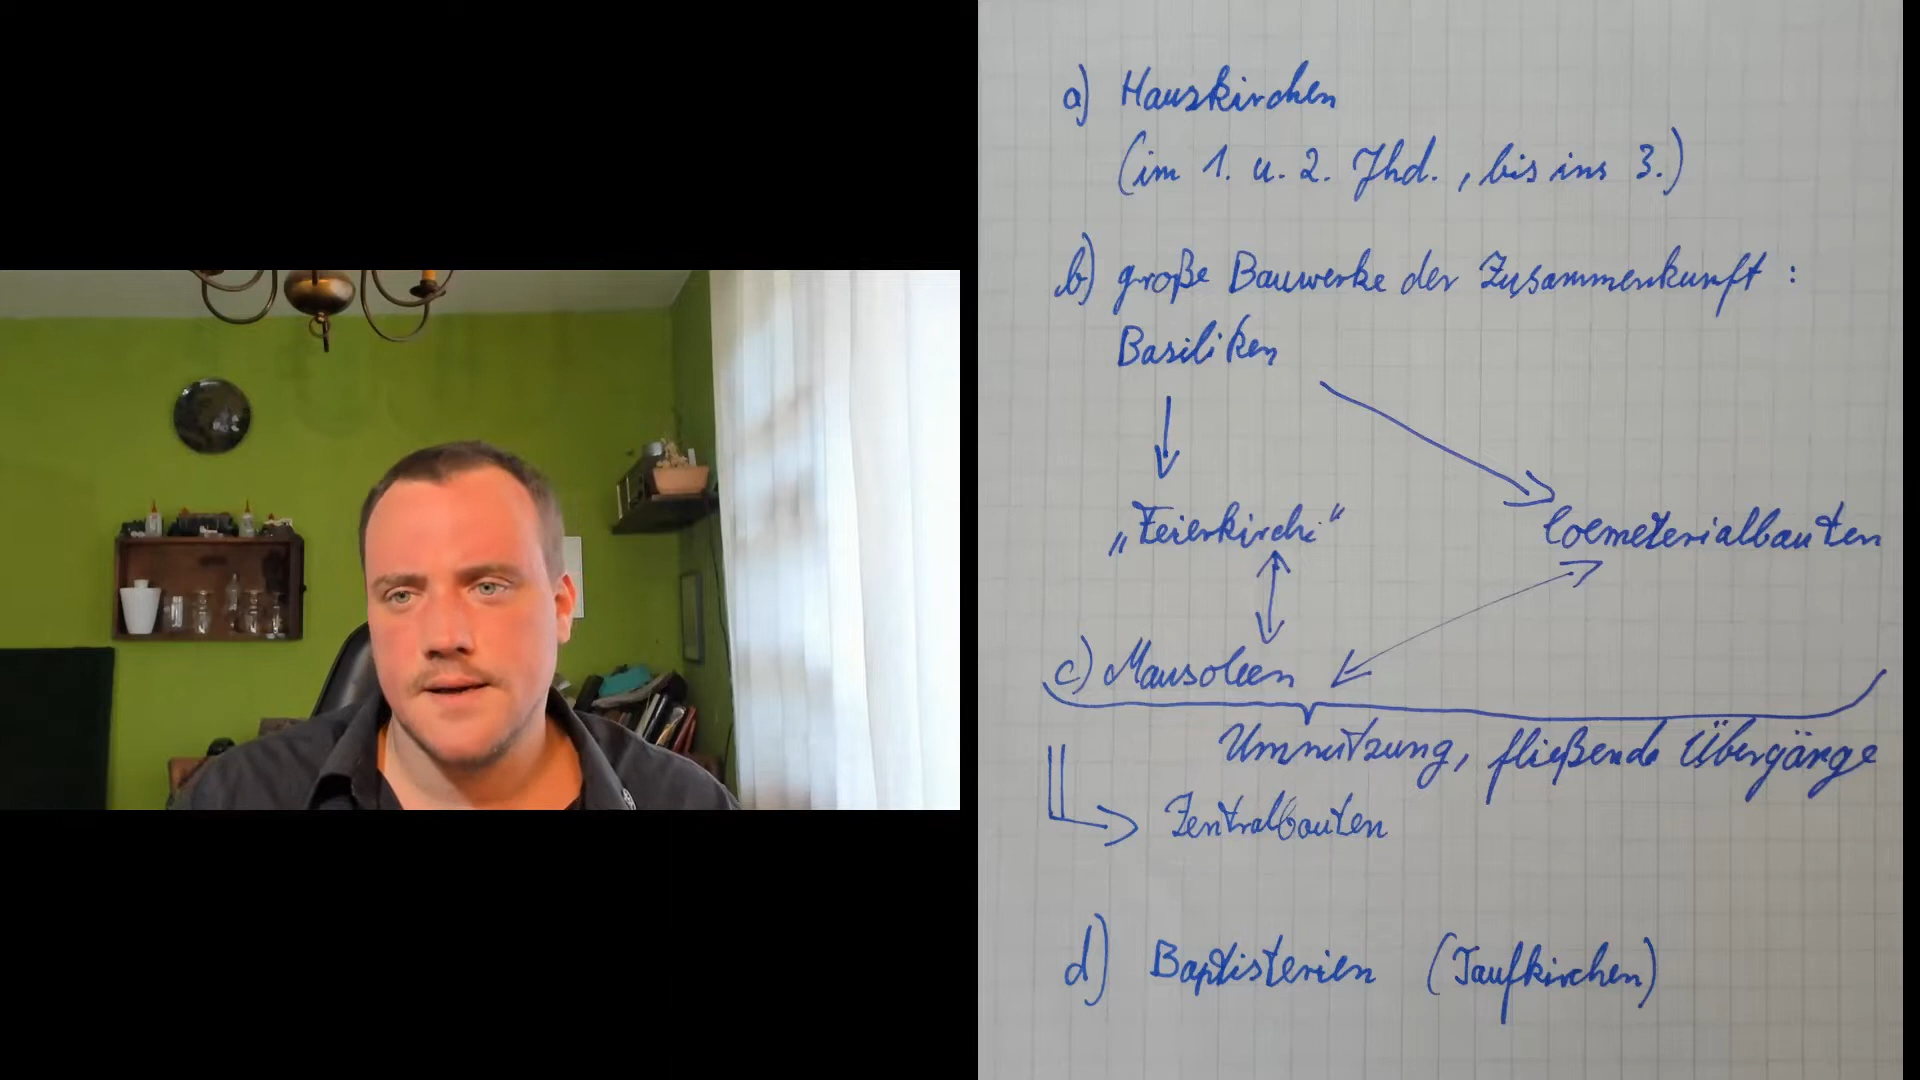 a) Hauskirchen
(im 1. u. 2. Jhd., bis ins 3.)
b) große Bauwerke der Zusammenkunft :
Basiliken
„Feierkirche“
Coemeterialbauten
c) Mausoleen
Umnutzung, fließende Übergänge
Zentralbauten
d) Baptisterien (Taufkirchen)